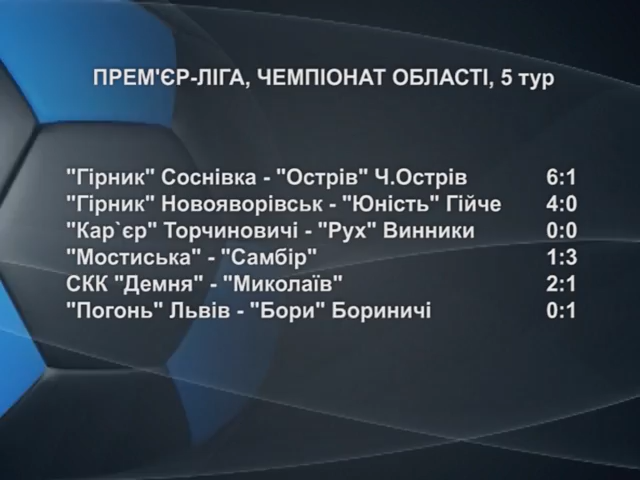 ПРЕМ'ЄР-ЛІГА, ЧЕМПІОНАТ ОБЛАСТІ, 5 тур
"Гірник" Соснівка - "Острів" Ч.Острів 6:1
"Гірник" Новояворівськ - "Юність" Гійче 4:0
"Кар`єр" Торчиновичі - "Рух" Винники 0:0
"Мостиська" - "Самбір" 1:3
СКК "Демня" - "Миколаїв" 2:1
"Погонь" Львів - "Бори" Бориничі 0:1